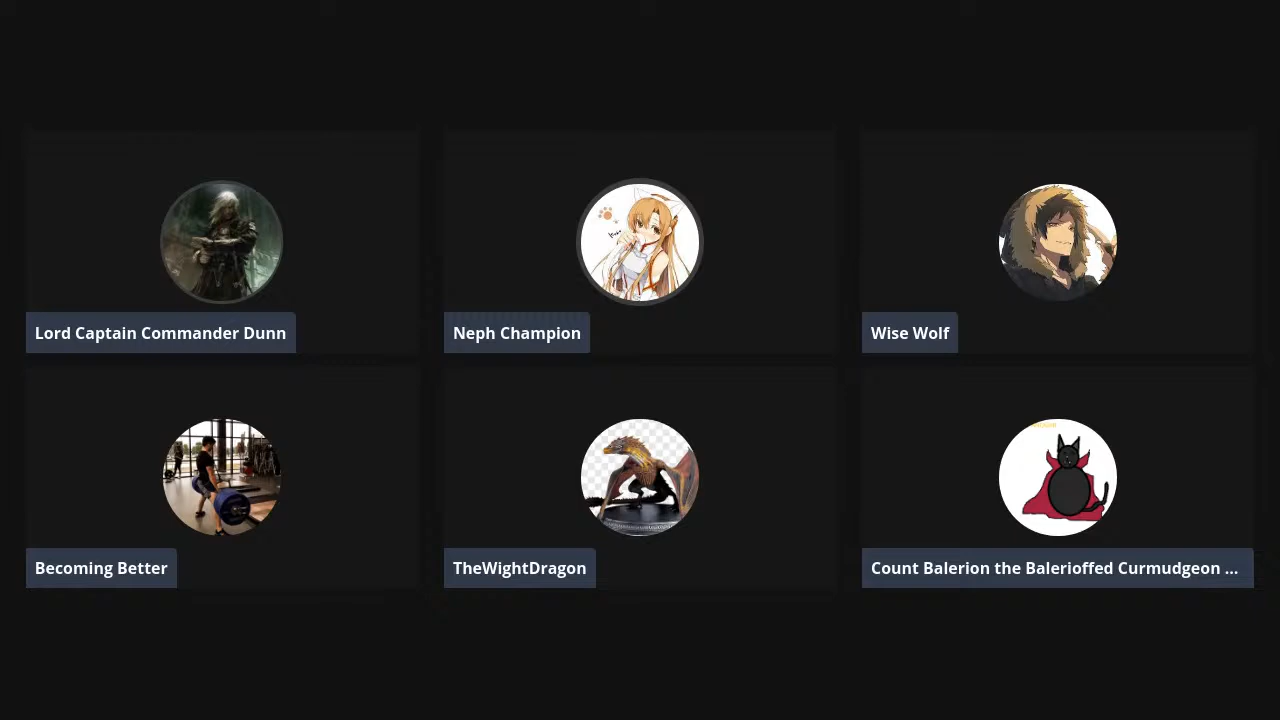 Lord Captain Commander Dunn
Neph Champion
Wise Wolf
Becoming Better
TheWightDragon
Count Balerion the Balerioffed Curmudgeon ...